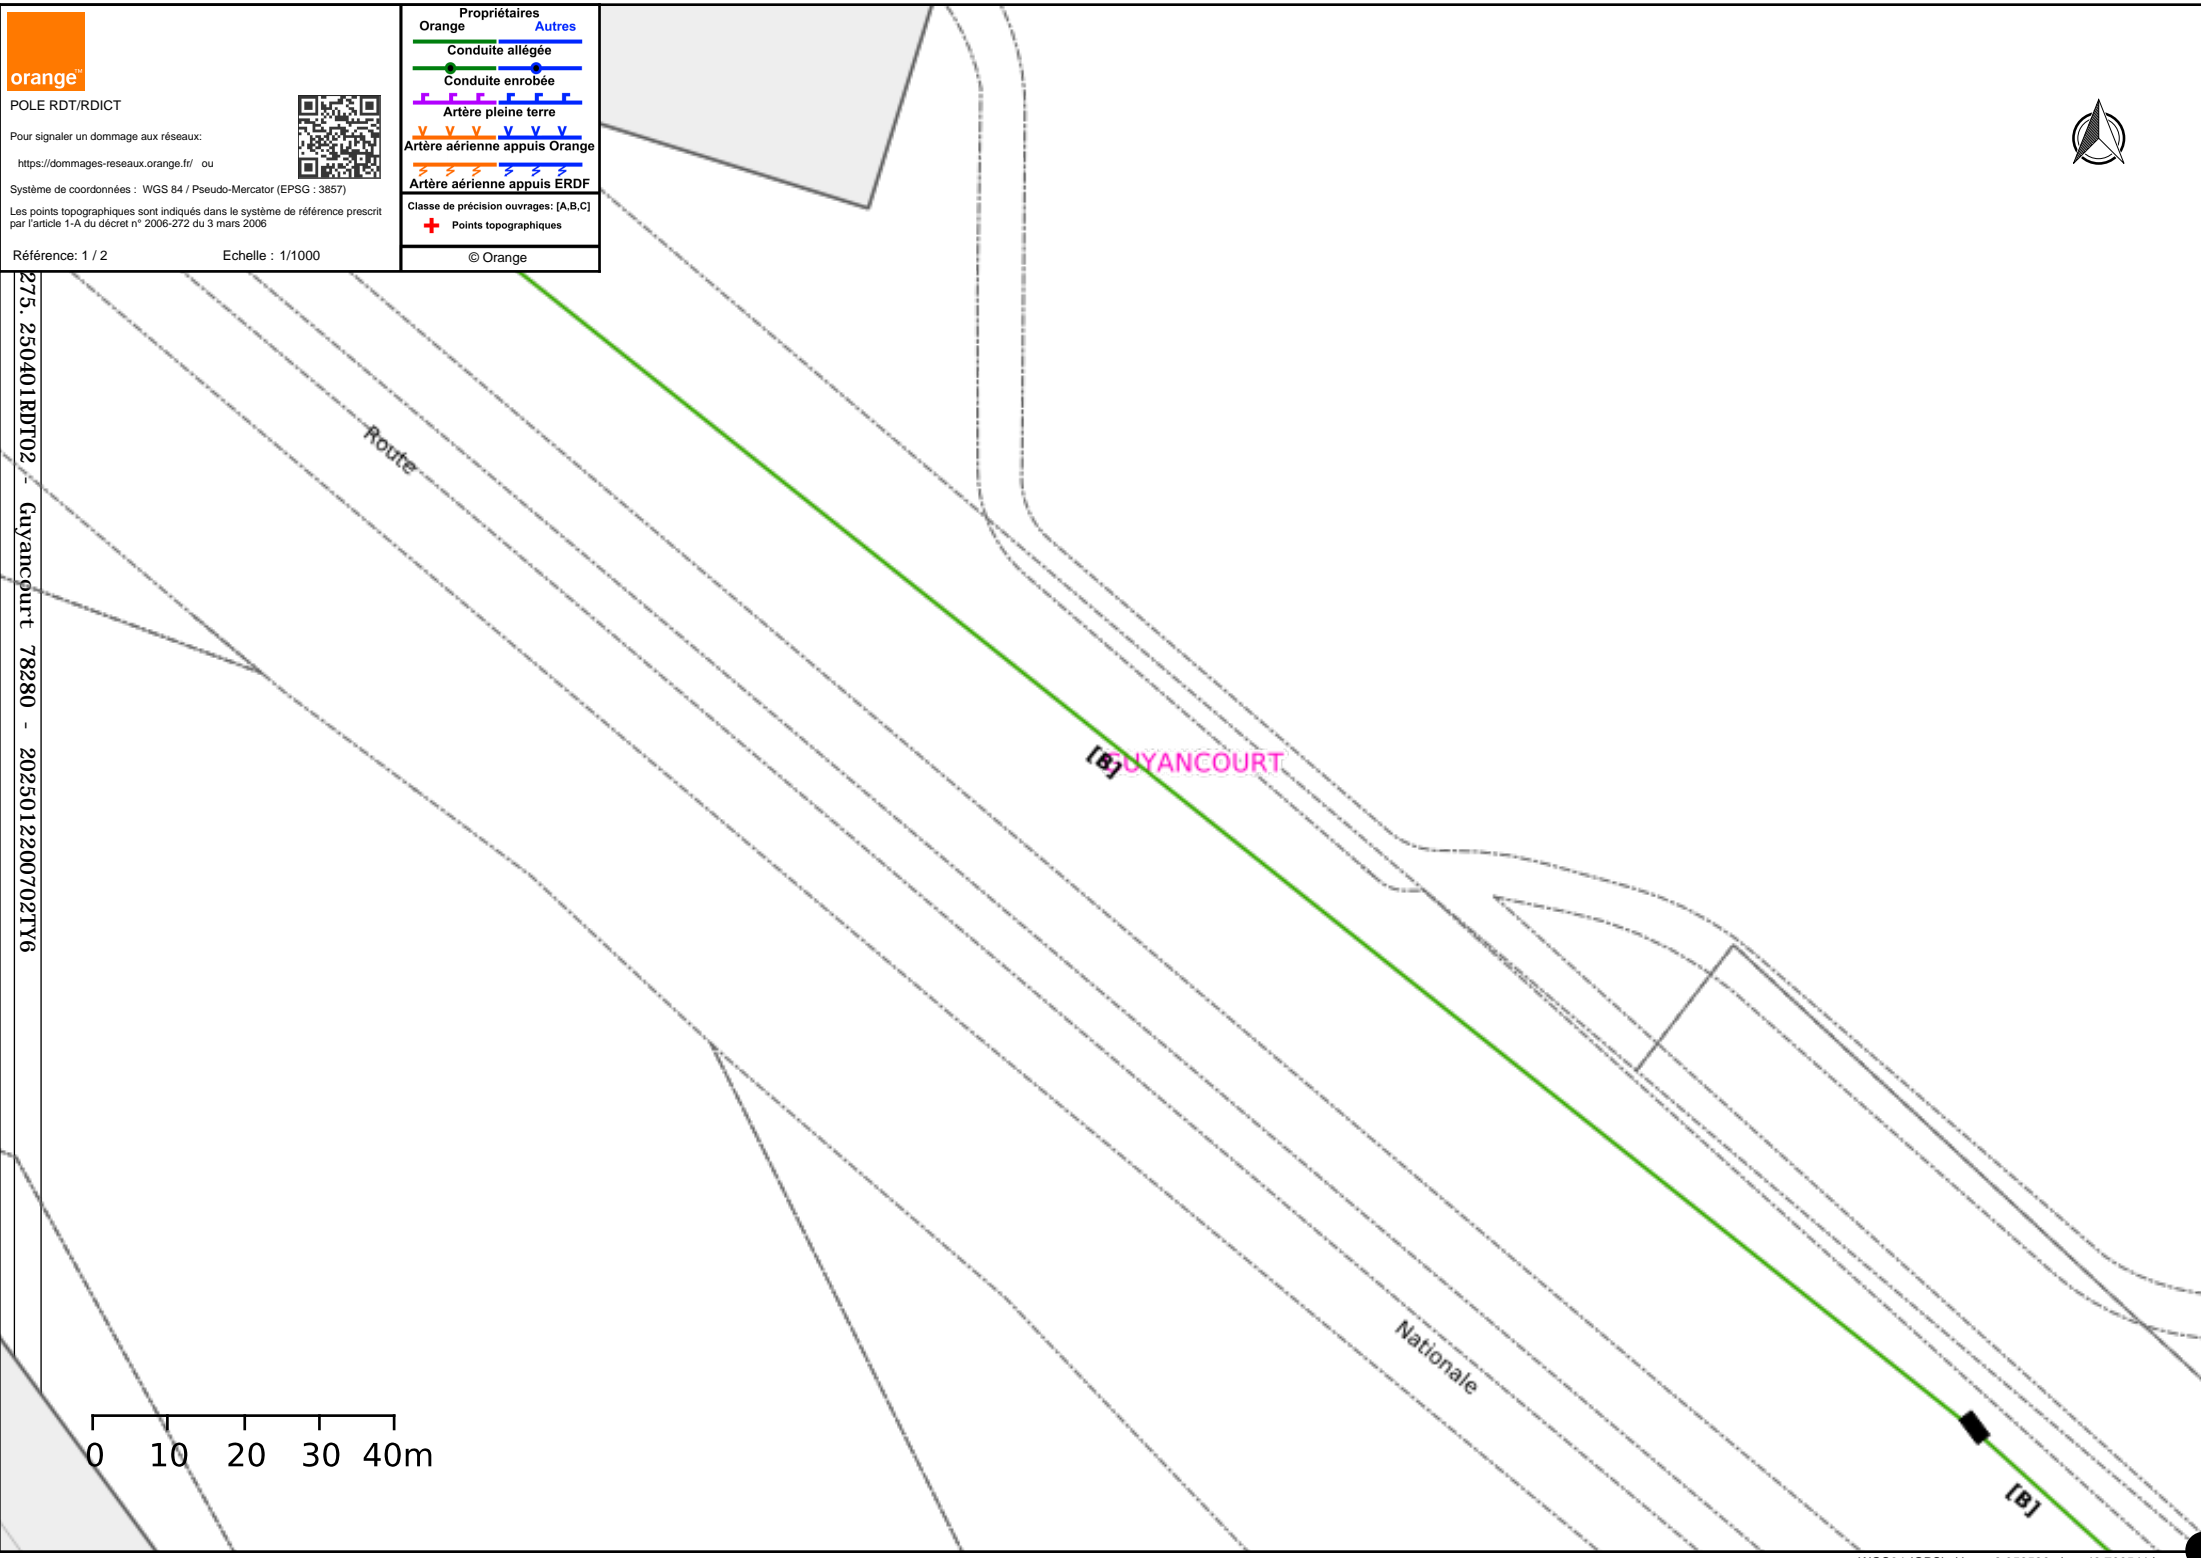 orange™
POLE RDT/RDICT
Pour signaler un dommage aux réseaux:
https://dommages-reseaux.orange.fr/ ou
Système de coordonnées : WGS 84 / Pseudo-Mercator (EPSG : 3857)
Les points topographiques sont indiqués dans le système de référence prescrit
par l'article 1-A du décret n° 2006-272 du 3 mars 2006
Référence: 1 / 2
Echelle : 1/1000
Propriétaires
Orange
Autres
Conduite allégée
Conduite enrobée
Artère pleine terre
Artère aérienne appuis Orange
Artère aérienne appuis ERDF
Classe de précision ouvrages: [A,B,C]
Points topographiques
© Orange
275. 250401RDT02 - Guyancourt 78280 - 2025012200702TY6
Route
[B]
GUYANCOURT
Nationale
[B]
0 10 20 30 40m